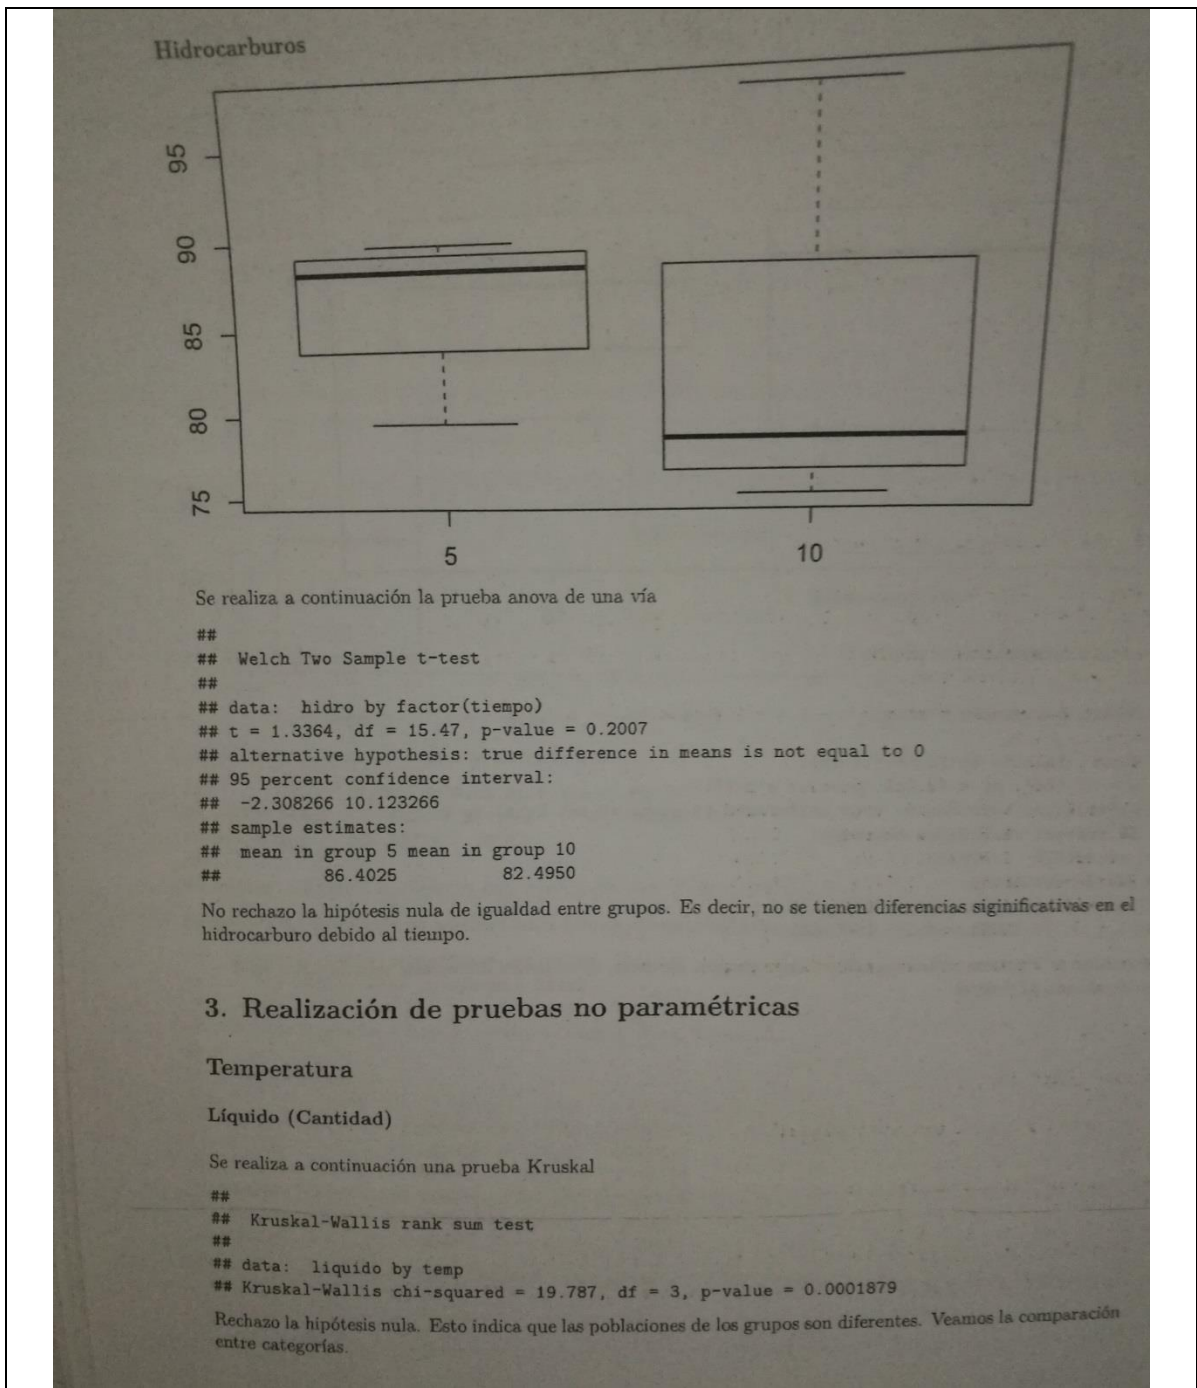 Hidrocarburos
95
90
85
80
75
5
10
Se realiza a continuación la prueba anova de una vía
##
## Welch Two Sample t-test
##
## data: hidro by factor(tiempo)
## t = 1.3364, df = 15.47, p-value = 0.2007
## alternative hypothesis: true difference in means is not equal to 0
## 95 percent confidence interval:
## -2.308266 10.123266
## sample estimates:
## mean in group 5 mean in group 10
## 86.4025 82.4950
No rechazo la hipótesis nula de igualdad entre grupos. Es decir, no se tienen diferencias siginificativas en el
hidrocarburo debido al tiempo.
3. Realización de pruebas no paramétricas
Temperatura
Líquido (Cantidad)
Se realiza a continuación una prueba Kruskal
##
## Kruskal-Wallis rank sum test
##
## data: liquido by temp
## Kruskal-Wallis chi-squared = 19.787, df = 3, p-value = 0.0001879
Rechazo la hipótesis nula. Esto indica que las poblaciones de los grupos son diferentes. Veamos la comparación
entre categorías.